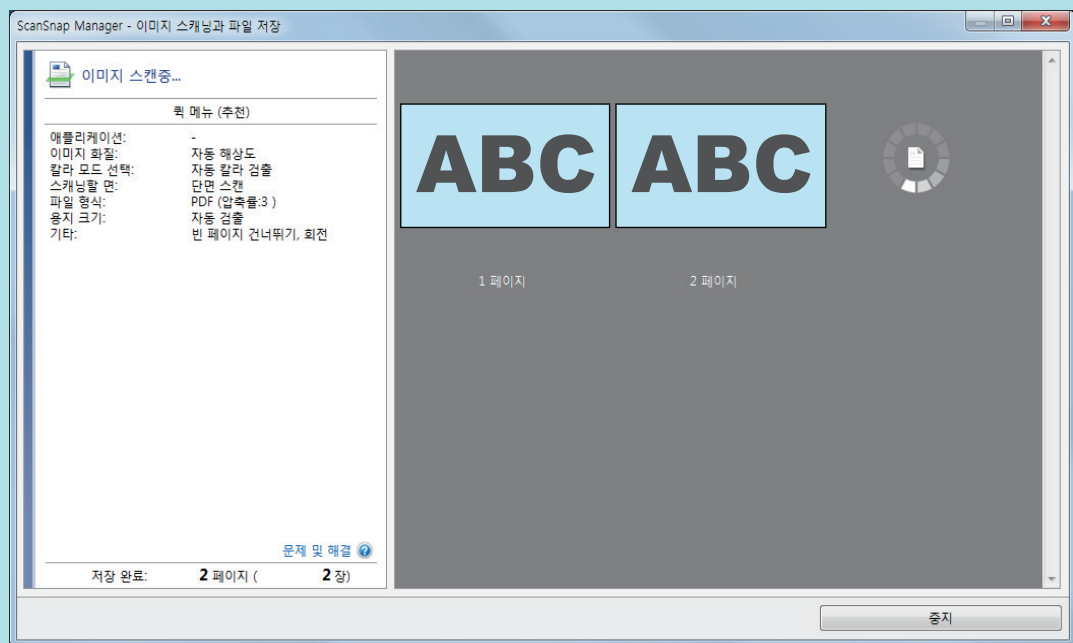 ScanSnap Manager - 이미지 스캐닝과 파일 저장
이미지 스캔중...
퀵 메뉴 (추천)
애플리케이션: -
이미지 화질: 자동 해상도
칼라 모드 선택: 자동 칼라 검출
스캐닝할 면: 단면 스캔
파일 형식: PDF (압축률:3 )
용지 크기: 자동 검출
기타: 빈 페이지 건너뛰기, 회전
문제 및 해결 ?
저장 완료: 2 페이지 ( 2 장)
ABC ABC
1 페이지 2 페이지
중지